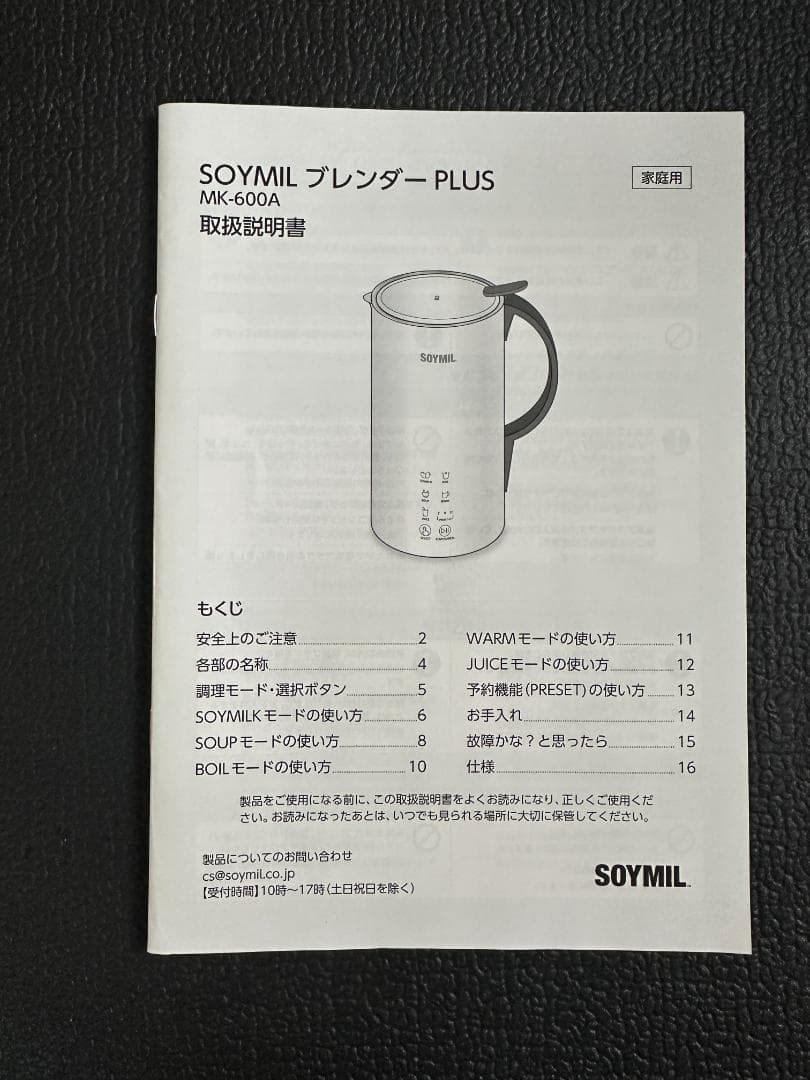 SOYMIL ブレンダー PLUS
家庭用
MK-600A
取扱説明書
SOYMIL
もくじ
安全上のご注意 2
各部の名称 4
調理モード・選択ボタン 5
SOYMILKモードの使い方 6
SOUPモードの使い方 8
BOILモードの使い方 10
WARMモードの使い方 11
JUICEモードの使い方 12
予約機能(PRESET)の使い方 13
お手入れ 14
故障かな?と思ったら 15
仕様 16
製品をご使用になる前に、この取扱説明書をよくお読みになり、正しくご使用くだ
さい。お読みになったあとは、いつでも見られる場所に大切に保管してください。
製品についてのお問い合わせ
cs@soymil.co.jp
【受付時間】10時〜17時(土日祝日を除く)
SOYMIL™